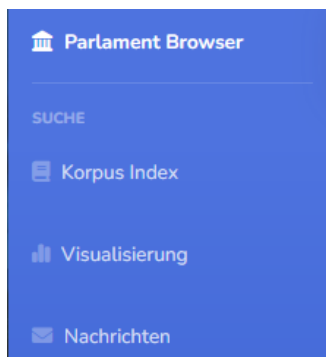 Parlament Browser
SUCHE
Korpus Index
Visualisierung
Nachrichten